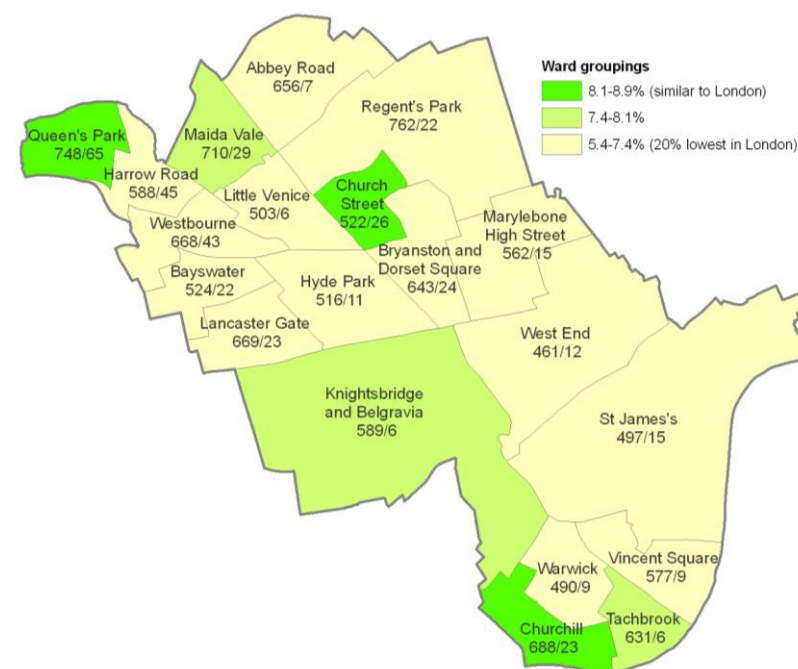 Abbey Road
656/7
Ward groupings
8.1-8.9% (similar to London)
7.4-8.1%
5.4-7.4% (20% lowest in London)
Regent's Park
762/22
Queen's Park
748/65
Maida Vale
710/29
Harrow Road
588/45
Little Venice
503/6
Church
Street
522/26
Westbourne
668/43
Marylebone
High Street
562/15
Bryanston and
Dorset Square
643/24
Bayswater
524/22
Hyde Park
516/11
Lancaster Gate
669/23
West End
461/12
Knightsbridge
and Belgravia
589/6
St James's
497/15
Vincent Square
577/9
Warwick
490/9
Churchill
688/23
Tachbrook
631/6